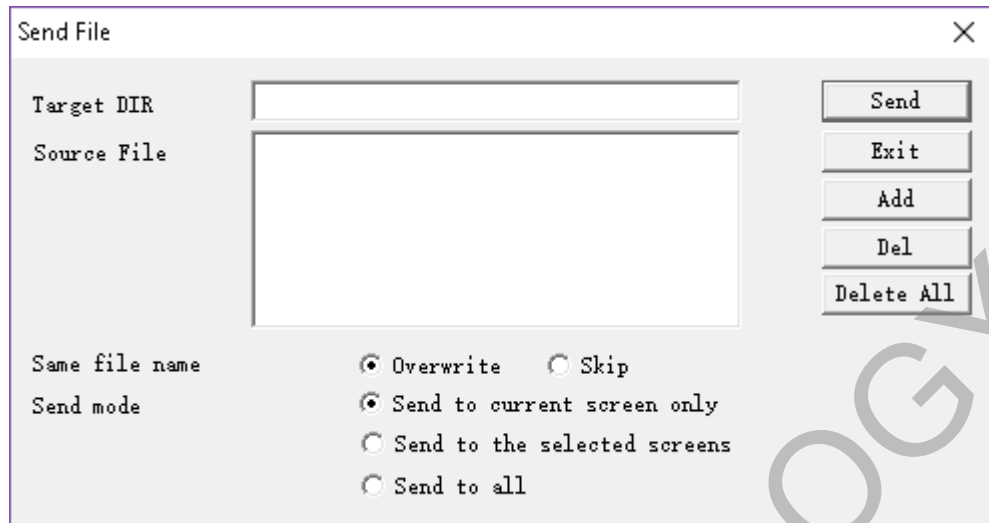 Send File
Target DIR
Send
Source File
Exit
Add
Del
Delete All
Same file name
Overwrite
Skip
Send mode
Send to current screen only
Send to the selected screens
Send to all
OGY